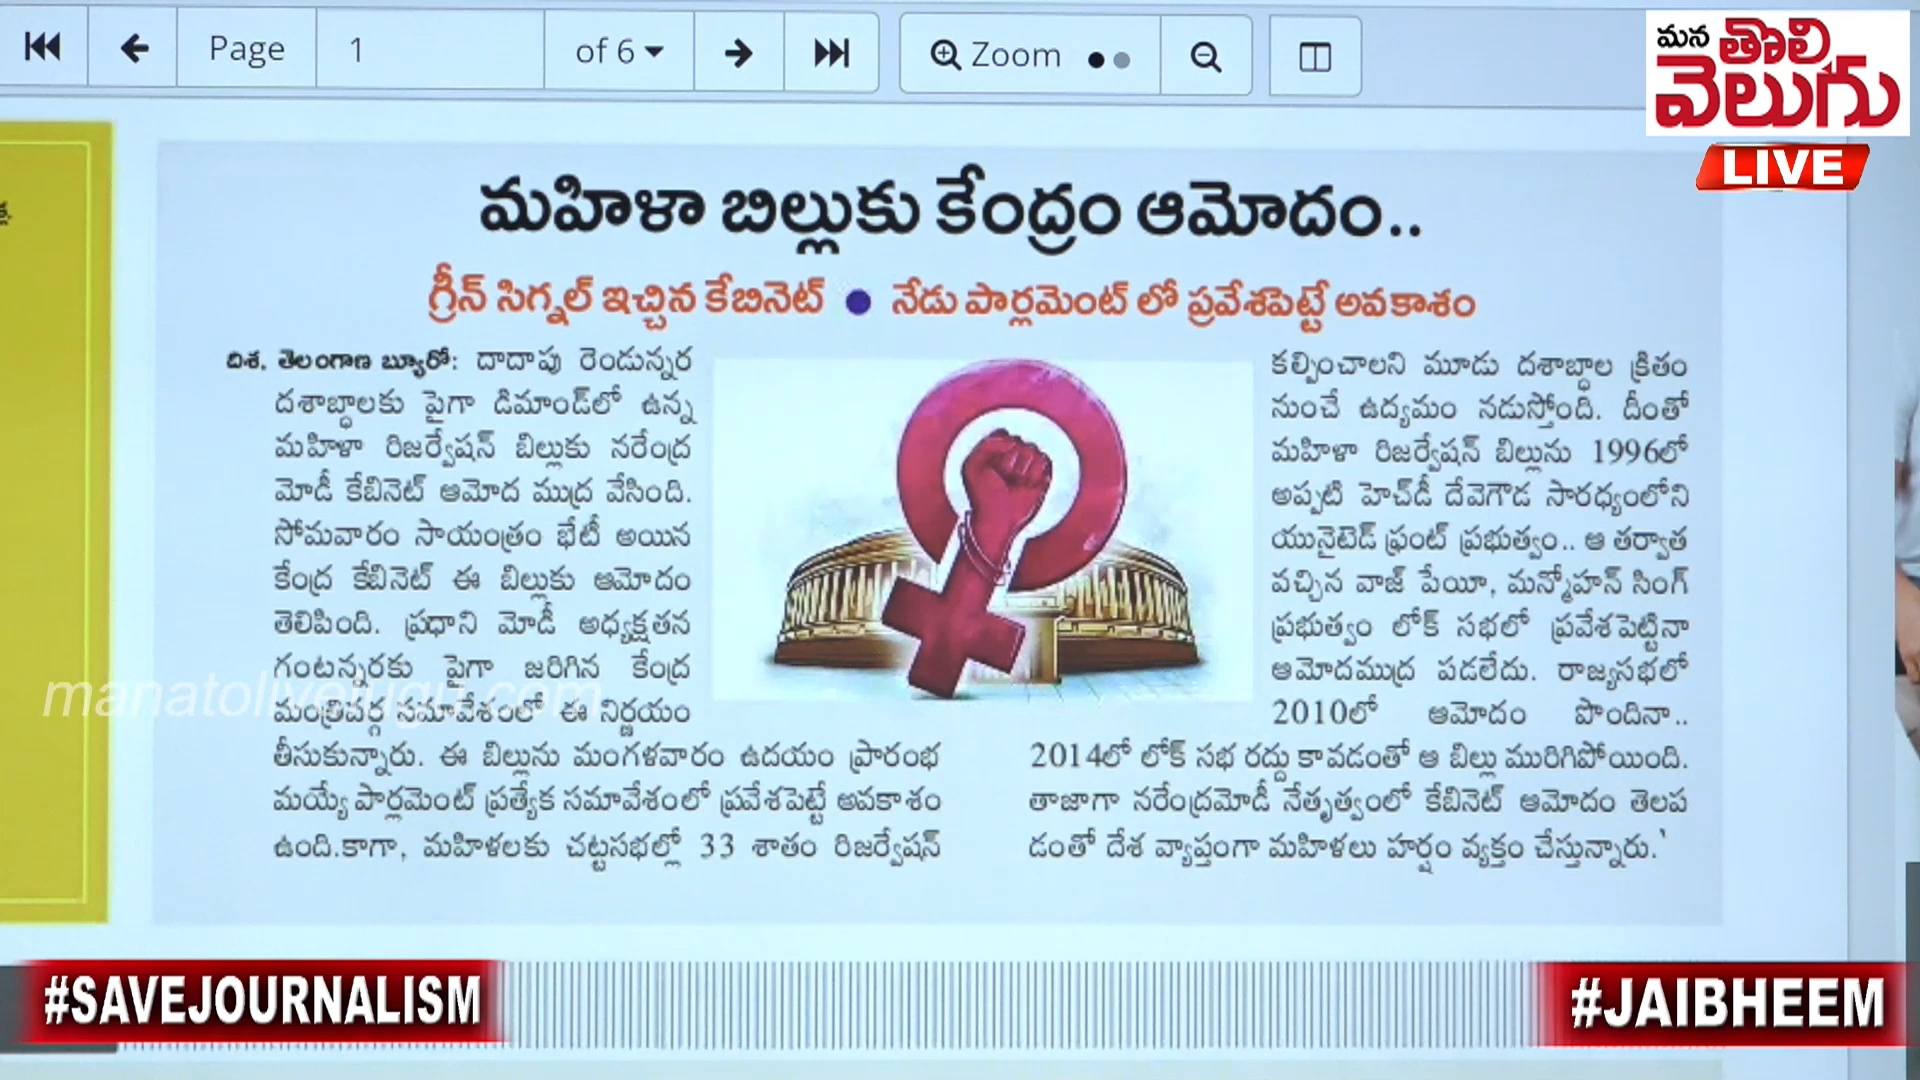 Page 1 of 6 Zoom
మన
తొలి
వెలుగు
LIVE
మహిళా బిల్లుకు కేంద్రం ఆమోదం..
గ్రీన్ సిగ్నల్ ఇచ్చిన కేబినెట్ ● నేడు పార్లమెంట్ లో ప్రవేశపెట్టే అవకాశం
దిశ, తెలంగాణ బ్యూరో: దాదాపు రెండున్నర
దశాబ్ధాలకు పైగా డిమాండ్‌లో ఉన్న
మహిళా రిజర్వేషన్ బిల్లుకు నరేంద్ర
మోడీ కేబినెట్ ఆమోద ముద్ర వేసింది.
సోమవారం సాయంత్రం భేటీ అయిన
కేంద్ర కేబినెట్ ఈ బిల్లుకు ఆమోదం
తెలిపింది. ప్రధాని మోడీ అధ్యక్షతన
గంటన్నరకు పైగా జరిగిన కేంద్ర
మంత్రివర్గ సమావేశంలో ఈ నిర్ణయం
తీసుకున్నారు. ఈ బిల్లును మంగళవారం ఉదయం ప్రారంభ
మయ్యే పార్లమెంట్ ప్రత్యేక సమావేశంలో ప్రవేశపెట్టే అవకాశం
ఉంది.కాగా, మహిళలకు చట్టసభల్లో 33 శాతం రిజర్వేషన్
కల్పించాలని మూడు దశాబ్ధాల క్రితం
నుంచే ఉద్యమం నడుస్తోంది. దీంతో
మహిళా రిజర్వేషన్ బిల్లును 1996లో
అప్పటి హెచ్‌డీ దేవెగౌడ సారధ్యంలోని
యునైటెడ్ ఫ్రంట్ ప్రభుత్వం.. ఆ తర్వాత
వచ్చిన వాజ్ పేయీ, మన్మోహన్ సింగ్
ప్రభుత్వం లోక్ సభలో ప్రవేశపెట్టినా
ఆమోదముద్ర పడలేదు. రాజ్యసభలో
2010లో ఆమోదం పొందినా..
2014లో లోక్ సభ రద్దు కావడంతో ఆ బిల్లు మురిగిపోయింది.
తాజాగా నరేంద్రమోడీ నేతృత్వంలో కేబినెట్ ఆమోదం తెలప
డంతో దేశ వ్యాప్తంగా మహిళలు హర్షం వ్యక్తం చేస్తున్నారు.'
manatolivelugu.com
#SAVEJOURNALISM
#JAIBHEEM